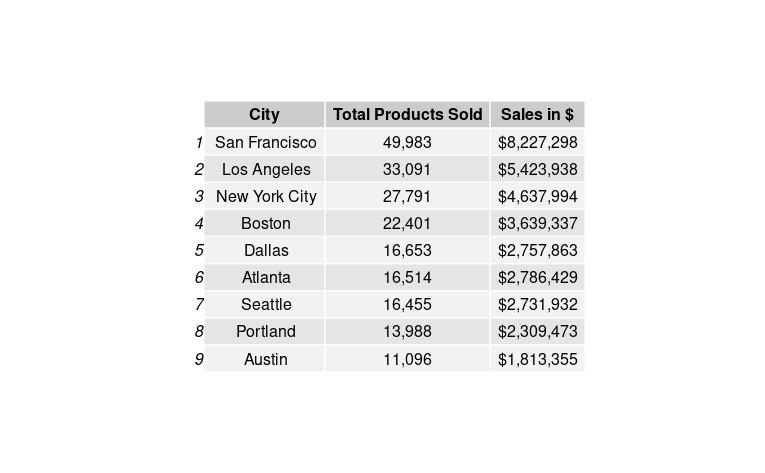 City Total Products Sold Sales in $
1 San Francisco 49,983 $8,227,298
2 Los Angeles 33,091 $5,423,938
3 New York City 27,791 $4,637,994
4 Boston 22,401 $3,639,337
5 Dallas 16,653 $2,757,863
6 Atlanta 16,514 $2,786,429
7 Seattle 16,455 $2,731,932
8 Portland 13,988 $2,309,473
9 Austin 11,096 $1,813,355